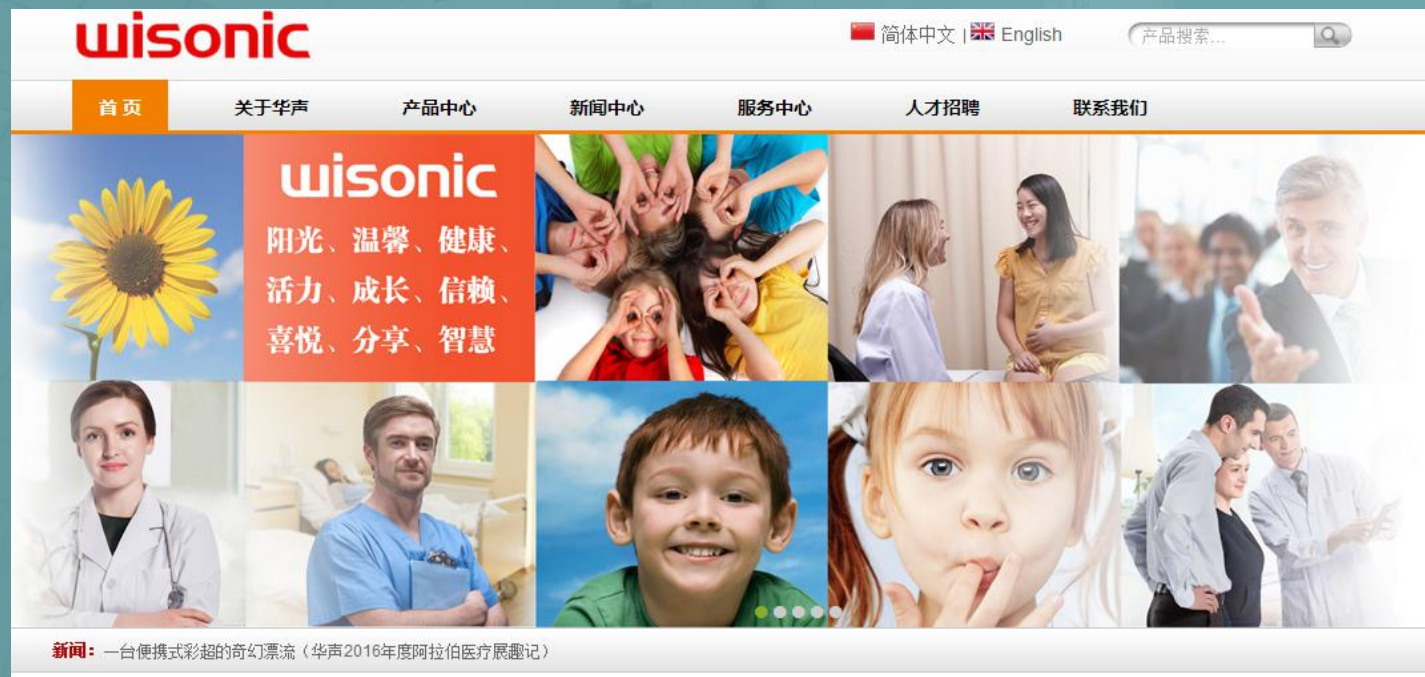 wisonic
简体中文 | English
产品搜索...
首 页 关于华声 产品中心 新闻中心 服务中心 人才招聘 联系我们
wisonic
阳光、温馨、健康、
活力、成长、信赖、
喜悦、分享、智慧
新闻：一台便携式彩超的奇幻漂流（华声2016年度阿拉伯医疗展趣记）